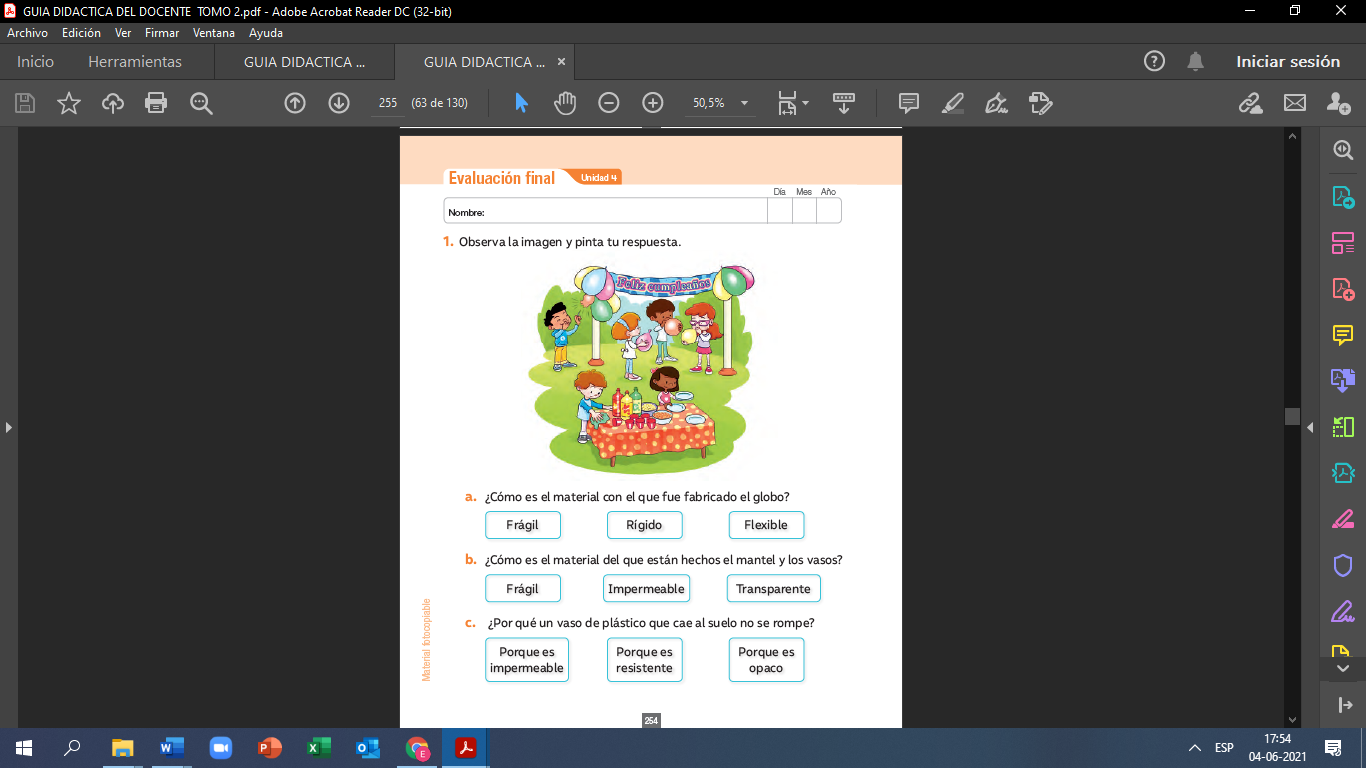 GUIA DIDACTICA DEL DOCENTE  TOMO 2.pdf - Adobe Acrobat Reader DC (32-bit)
Archivo Edición Ver Firmar Ventana Ayuda
Inicio Herramientas GUIA DIDACTICA ... GUIA DIDACTICA ... × Iniciar sesión
255 (63 de 130) 50,5%
Evaluación final Unidad 4
Día Mes Año
Nombre:
1. Observa la imagen y pinta tu respuesta.
Feliz cumpleaños
a. ¿Cómo es el material con el que fue fabricado el globo?
Frágil Rígido Flexible
b. ¿Cómo es el material del que están hechos el mantel y los vasos?
Frágil Impermeable Transparente
c. ¿Por qué un vaso de plástico que cae al suelo no se rompe?
Porque es impermeable
Porque es resistente
Porque es opaco
Material fotocopiable
254
ESP
17:54
04-06-2021